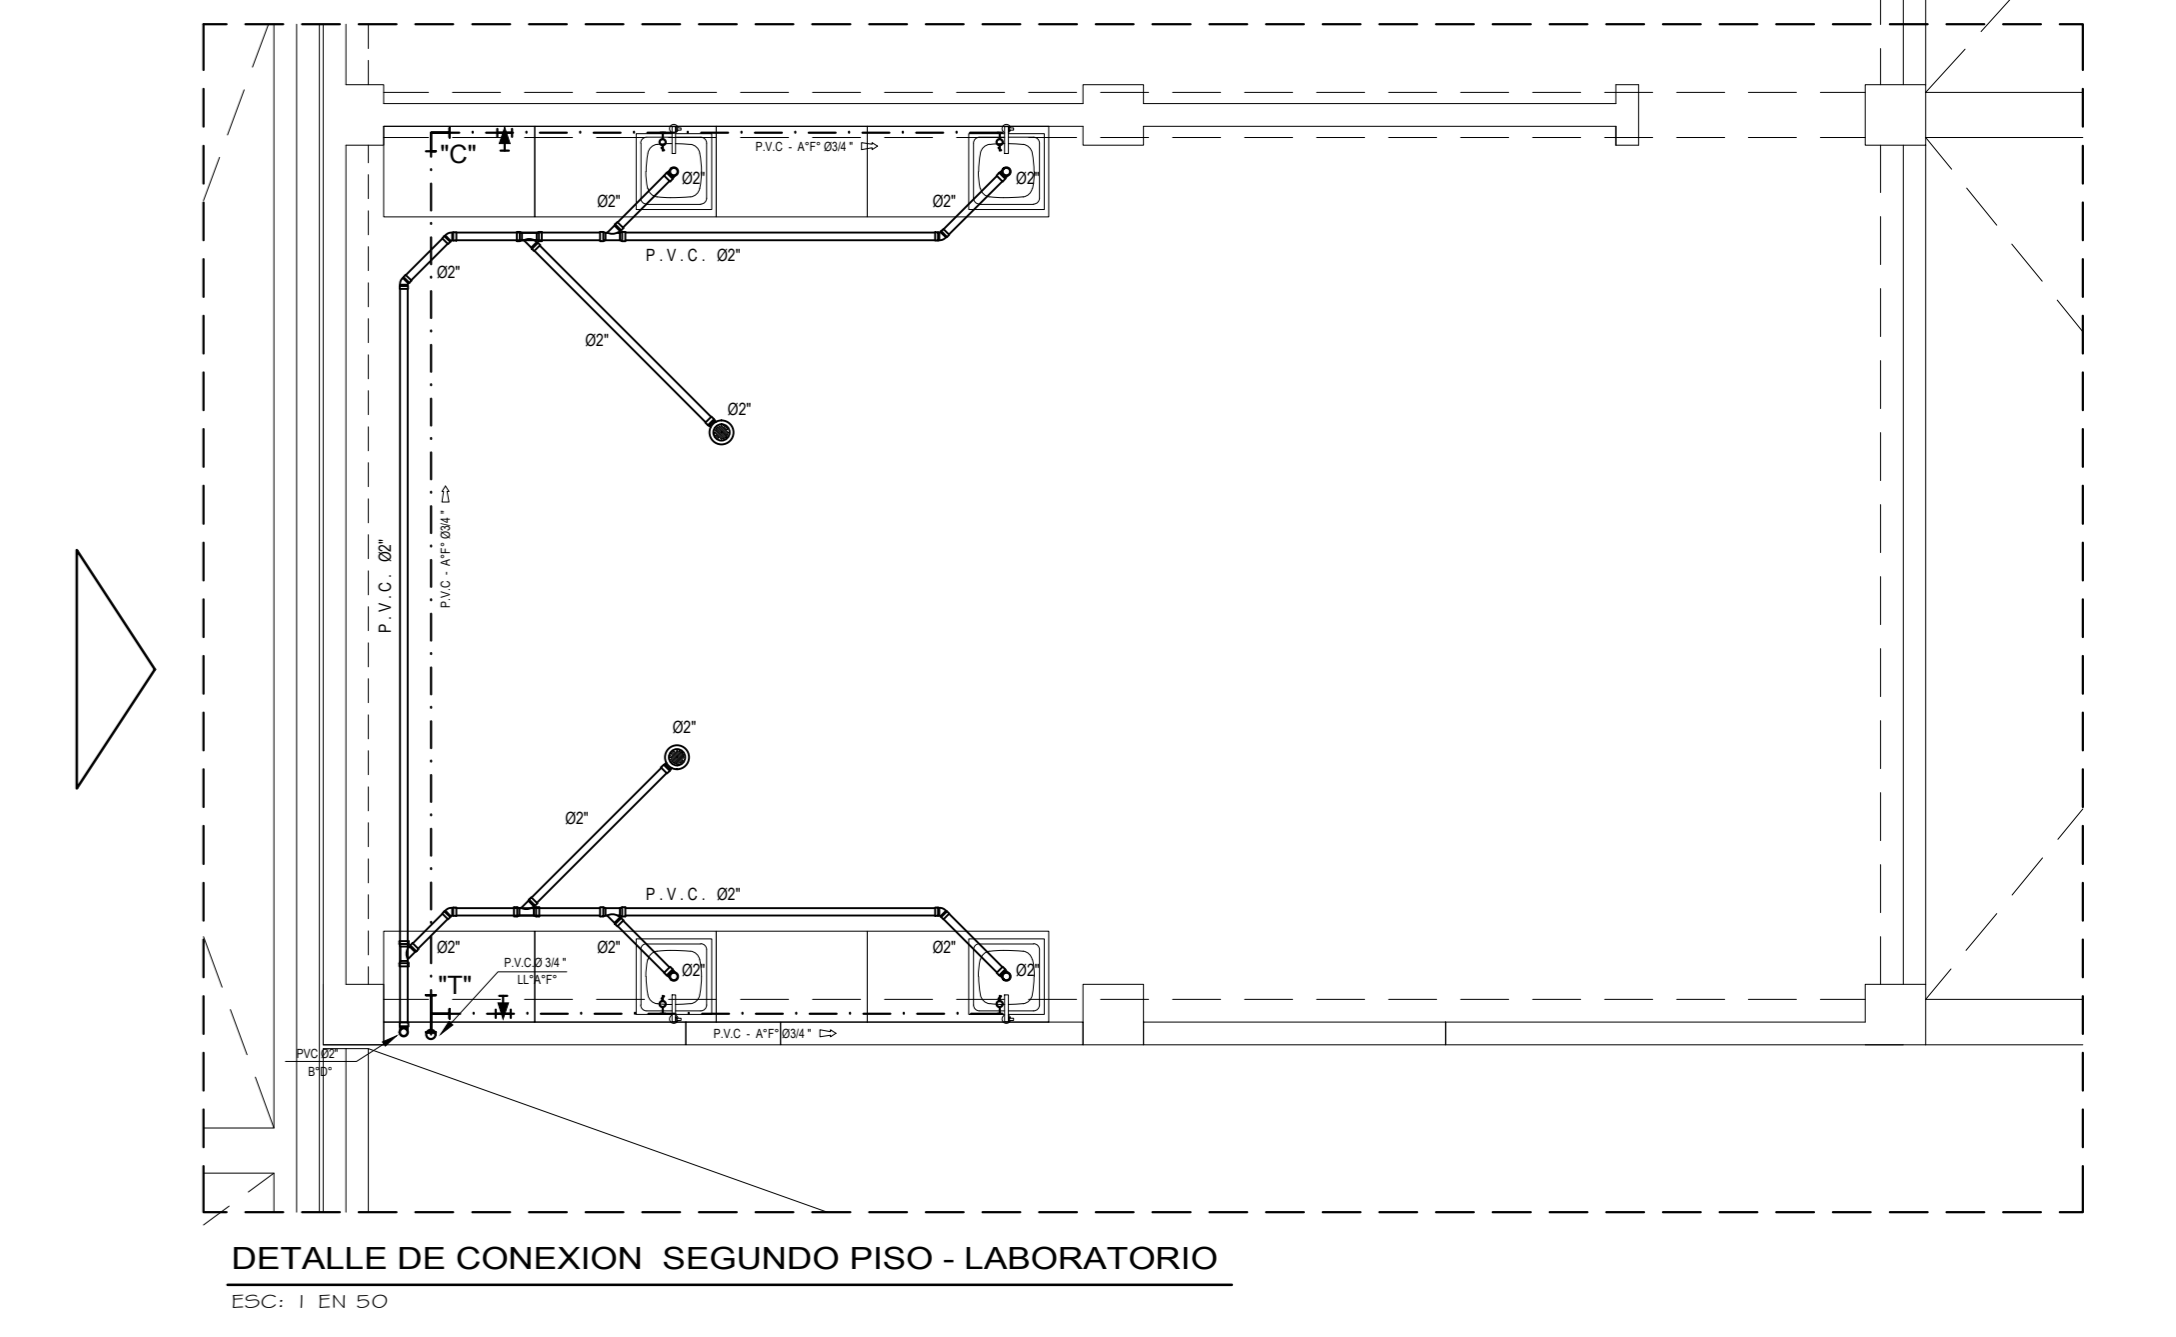 "C"
P.V.C - A°F° Ø3/4 "
Ø2"
Ø2"
Ø2"
Ø2"
P.V.C. Ø2"
Ø2"
Ø2"
Ø2"
P.V.C. Ø2"
P.V.C - A°F° Ø3/4 "
Ø2"
Ø2"
P.V.C. Ø2"
Ø2"
Ø2"
Ø2"
P.V.C.Ø 3/4 "
LL°A°F°
Ø2"
Ø2"
"T"
P.V.C - A°F° Ø3/4 "
PVC Ø2"
B°D°
DETALLE DE CONEXION SEGUNDO PISO - LABORATORIO
ESC: 1 EN 50